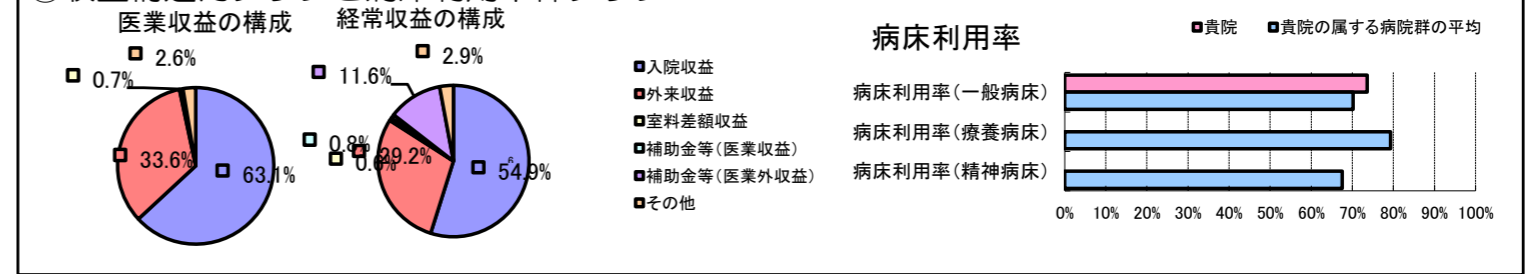 医業収益の構成
2.6%
0.7%
33.6%
63.1%
経常収益の構成
2.9%
11.6%
0.8%
0.6%
29.2%
54.9%
入院収益
外来収益
室料差額収益
補助金等(医業収益)
補助金等(医業外収益)
その他
病床利用率
貴院
貴院の属する病院群の平均
病床利用率(一般病床)
病床利用率(療養病床)
病床利用率(精神病床)
0% 10% 20% 30% 40% 50% 60% 70% 80% 90% 100%